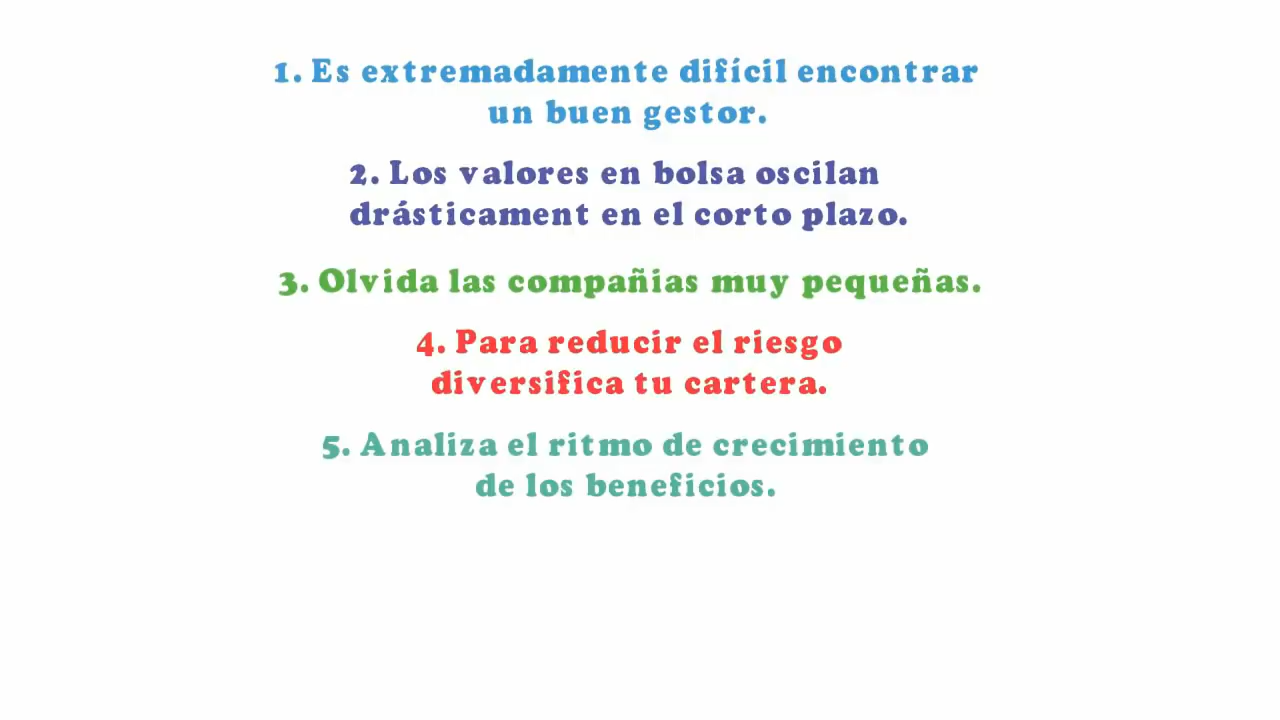 1. Es extremadamente difícil encontrar
un buen gestor.
2. Los valores en bolsa oscilan
drásticament en el corto plazo.
3. Olvida las compañias muy pequeñas.
4. Para reducir el riesgo
diversifica tu cartera.
5. Analiza el ritmo de crecimiento
de los beneficios.